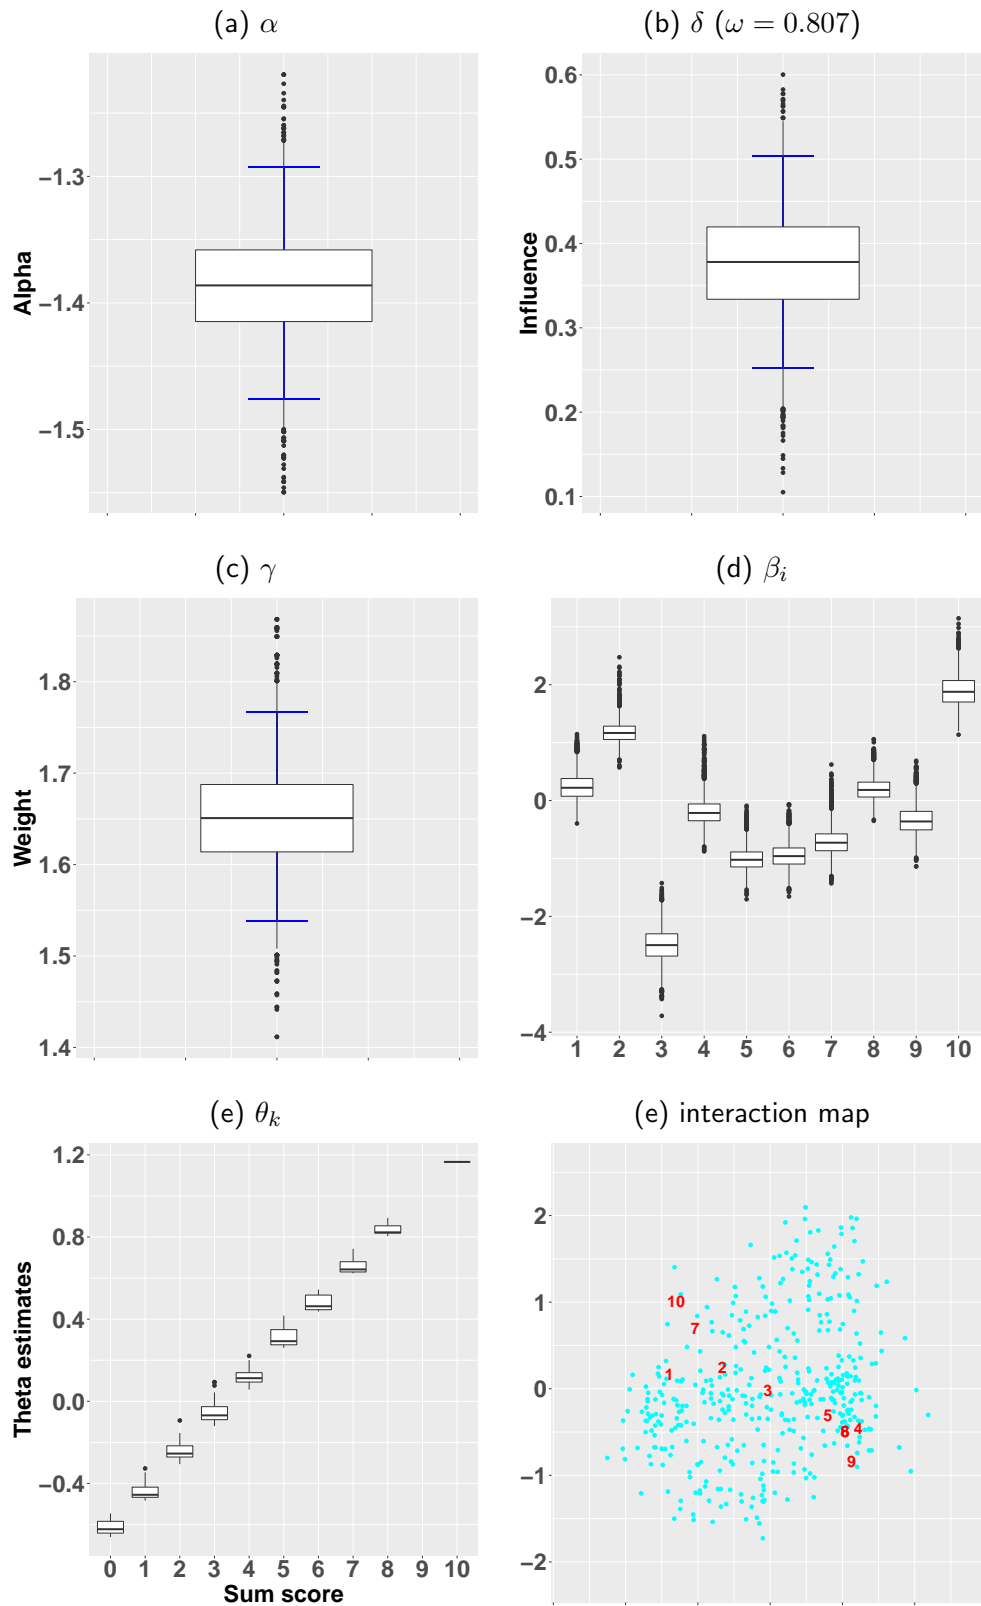 (a) α
(b) δ (ω = 0.807)
Alpha
−1.3
−1.4
−1.5
Influence
0.6
0.5
0.4
0.3
0.2
0.1
(c) γ
(d) βᵢ
Weight
1.8
1.7
1.6
1.5
1.4
2
0
−2
−4
1 2 3 4 5 6 7 8 9 10
(e) θₖ
(e) interaction map
Theta estimates
1.2
0.8
0.4
0.0
−0.4
0 1 2 3 4 5 6 7 8 9 10
Sum score
2
1
0
−1
−2
10
7
2
1
3
5
4
8
9